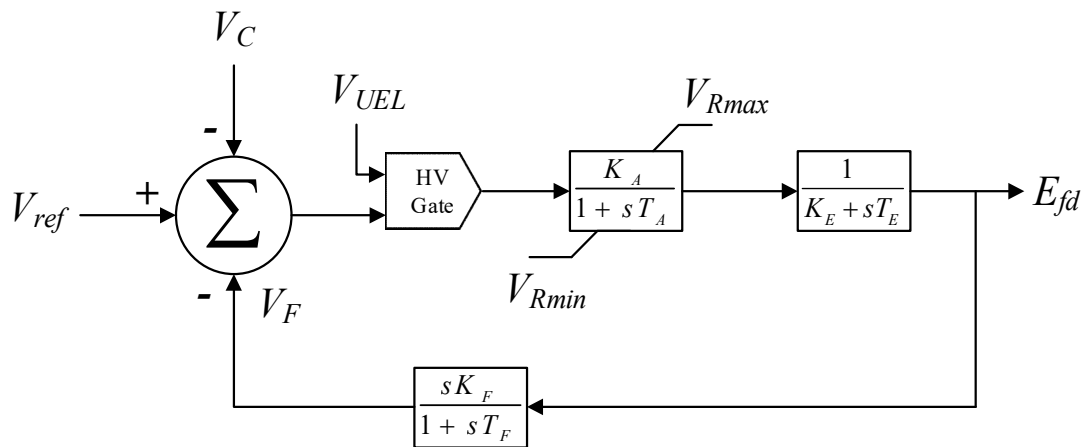 V_C
-
V_ref
+
Σ
-
V_F
V_UEL
HV
Gate
V_Rmax
K_A
1 + sT_A
V_Rmin
1
K_E + sT_E
E_fd
sK_F
1 + sT_F